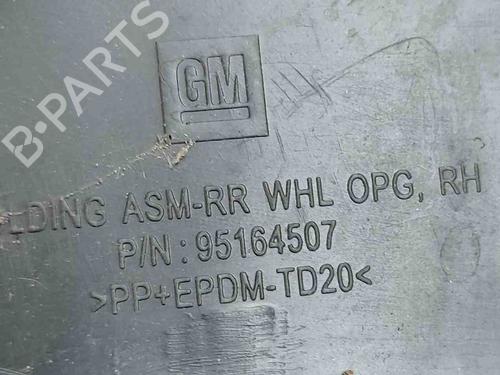 B-PARTS
GM
LDING ASM-RR WHL OPG, RH
P/N : 95164507
>PP+EPDM-TD20<